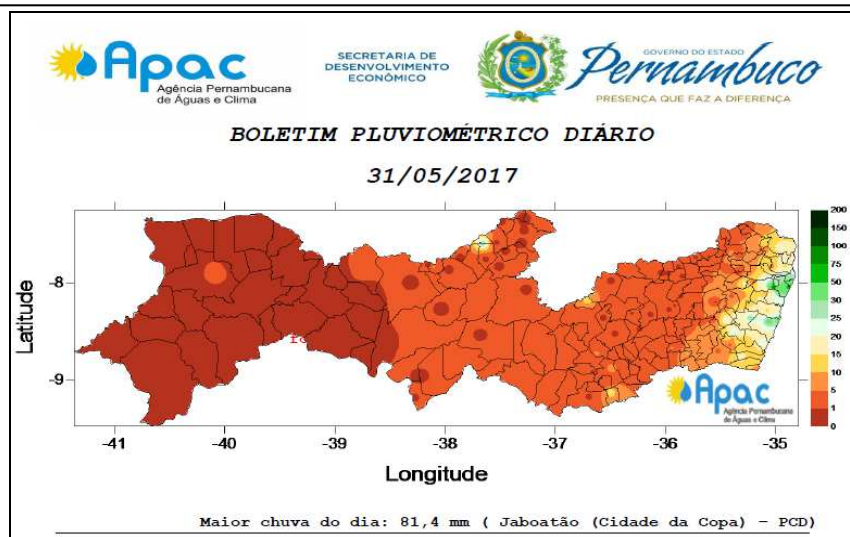 Apac
Agência Pernambucana
de Águas e Clima
SECRETARIA DE
DESENVOLVIMENTO
ECONÔMICO
GOVERNO DO ESTADO
Pernambuco
PRESENÇA QUE FAZ A DIFERENÇA
BOLETIM PLUVIOMÉTRICO DIÁRIO
31/05/2017
Latitude
-8
-9
200
150
100
75
50
30
25
20
15
10
5
1
0
Apac
Agência Pernambucana
de Águas e Clima
-41 -40 -39 -38 -37 -36 -35
Longitude
Maior chuva do dia: 81,4 mm ( Jaboatão (Cidade da Copa) - PCD)